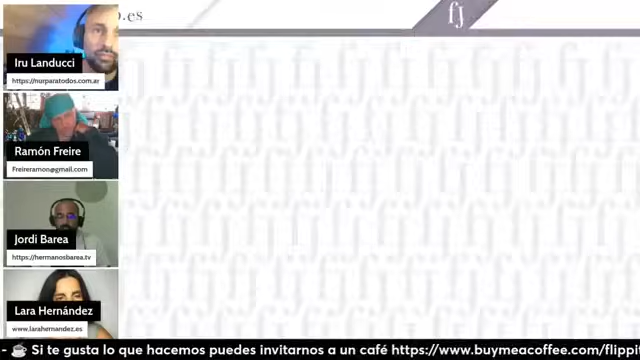 o.es
fj
Iru Landucci
https://nurparatodos.com.ar
Ramón Freire
Freireramon@gmail.com
Jordi Barea
https://hermanosbarea.tv
Lara Hernández
www.larahernandez.es
- ☕ Si te gusta lo que hacemos puedes invitarnos a un café https://www.buymeacoffee.com/flippi